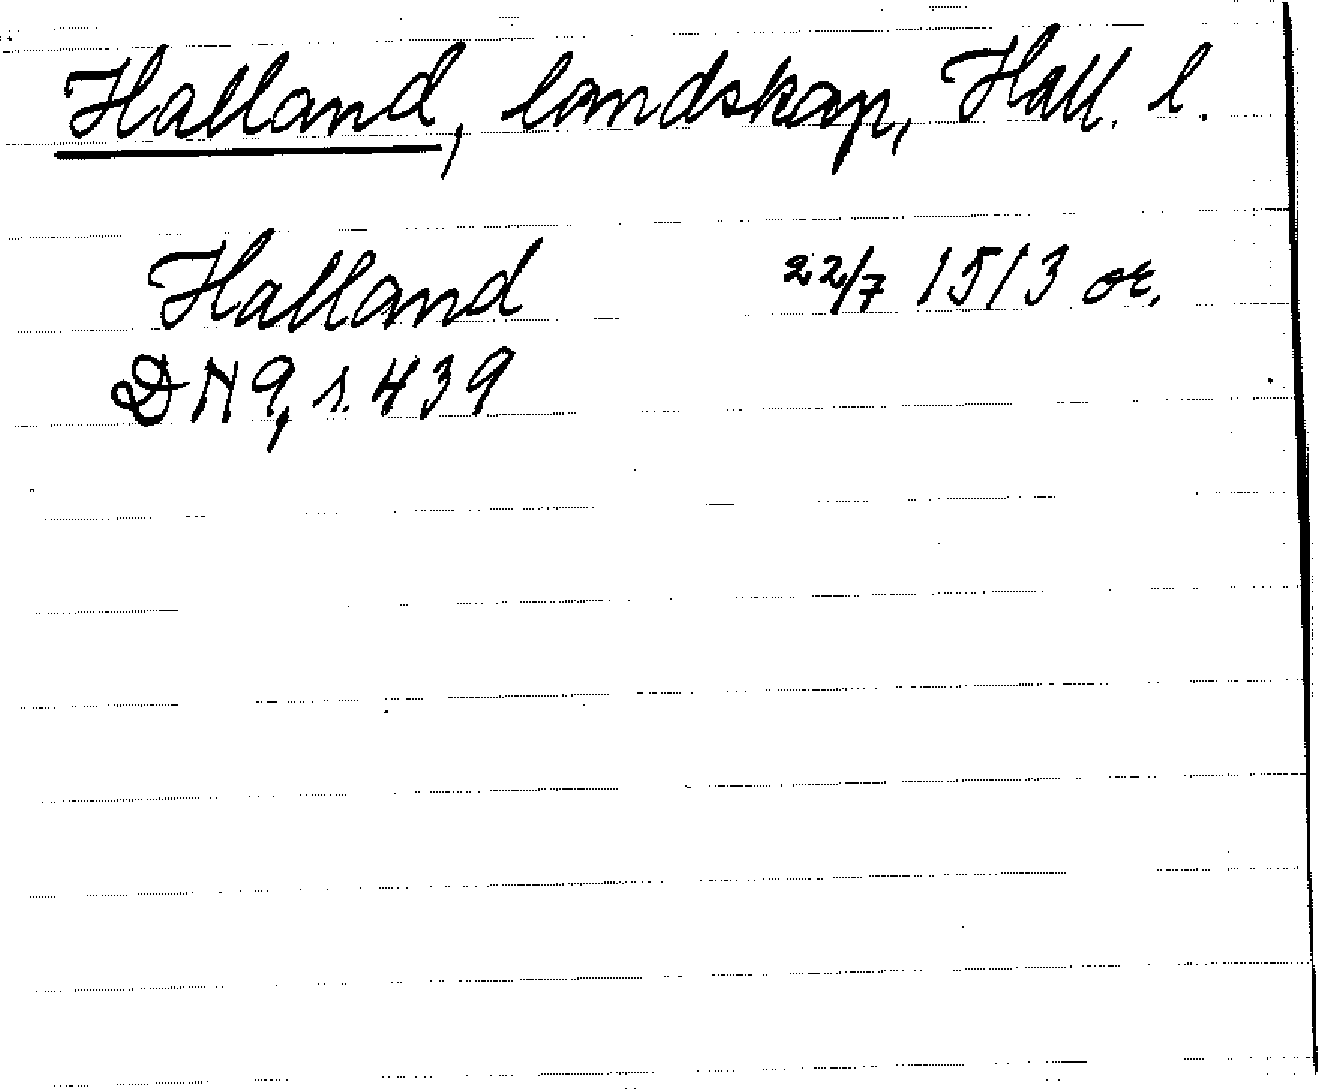 Halland, landskap, Hall. l.
Halland 22/7 1513 or.
DN 9, s. 439